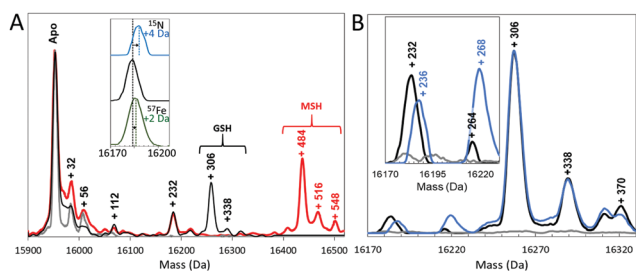 A
Apo
+ 32
+ 56
+ 112
+ 232
+ 306
+338
GSH
MSH
+ 484
+ 516
+ 548
15N
+4 Da
57Fe
+2 Da
16170 16200
15900 16000 16100 16200 16300 16400 16500
Mass (Da)
B
+ 306
+ 338
+ 370
+ 232
+ 236
+ 268
+ 264
16170 16195 16220
Mass (Da)
16170 16220 16270 16320
Mass (Da)